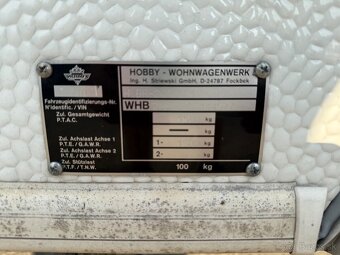 HOBBY
HOBBY - WOHNWAGENWERK
Ing. H. Striewski GmbH, D-24787 Fockbek
Fahrzeugidentifizierungs-Nr.
N'identific. / VIN
WHB
Zul. Gesamtgewicht
P.T.A.C.
kg
kg
Zul. Achslast Achse 1
P.T.E./ G.A.W.R.
1- kg
Zul. Achslast Achse 2
P.T.E. / G.A.W.R.
2- kg
Zul. Stützlast
P.T.F. / T.N.W.
100 kg